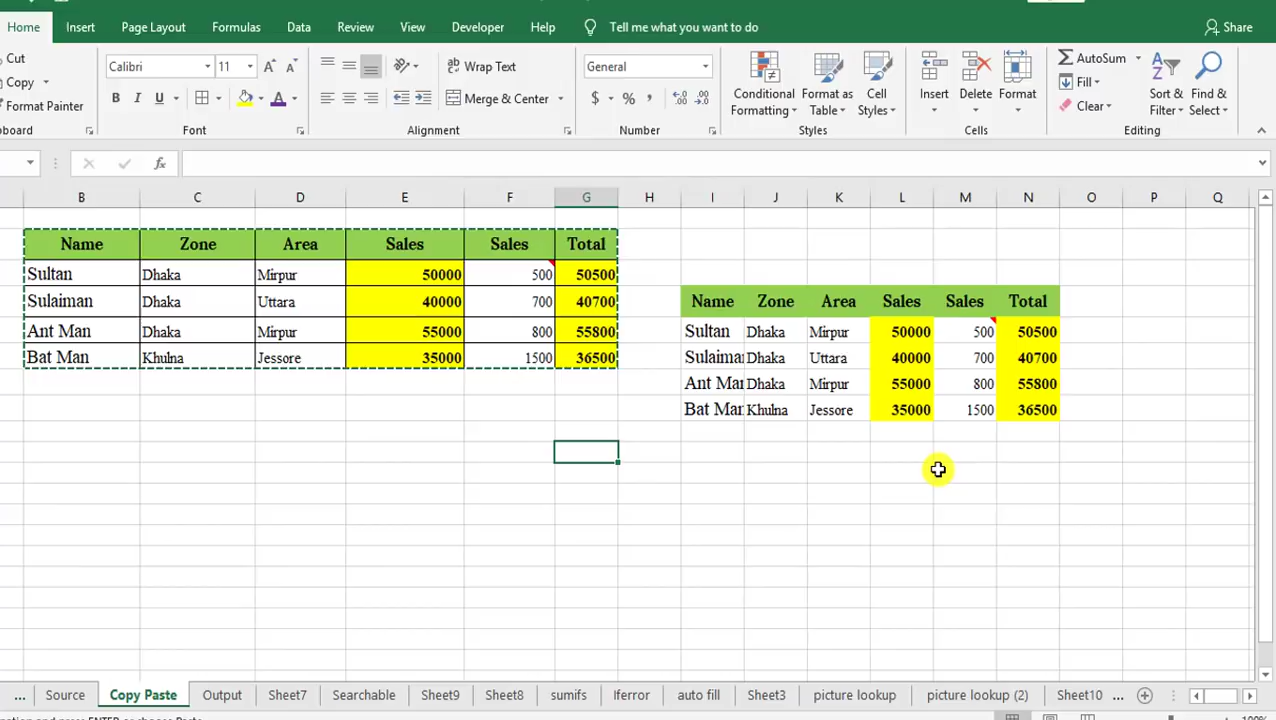 Home Insert Page Layout Formulas Data Review View Developer Help Tell me what you want to do Share
Cut
Copy
Format Painter
Calibri 11
B I U
Wrap Text
Merge & Center
General
$ % ,
Conditional Formatting
Format as Table
Cell Styles
Insert Delete Format
AutoSum
Fill
Clear
Sort & Filter
Find & Select
Font Alignment Number Styles Cells Editing
fx
B C D E F G H I J K L M N O P Q
Name Zone Area Sales Sales Total
Sultan Dhaka Mirpur 50000 500 50500
Sulaiman Dhaka Uttara 40000 700 40700
Ant Man Dhaka Mirpur 55000 800 55800
Bat Man Khulna Jessore 35000 1500 36500
Name Zone Area Sales Sales Total
Sultan Dhaka Mirpur 50000 500 50500
Sulaiman Dhaka Uttara 40000 700 40700
Ant Man Dhaka Mirpur 55000 800 55800
Bat Man Khulna Jessore 35000 1500 36500
... Source Copy Paste Output Sheet7 Searchable Sheet9 Sheet8 sumifs Iferror auto fill Sheet3 picture lookup picture lookup (2) Sheet10 ...